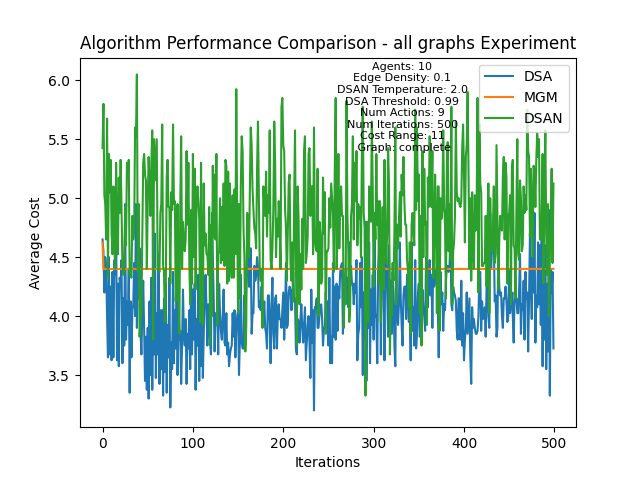 Algorithm Performance Comparison - all graphs Experiment
Agents: 10
Edge Density: 0.1
DSAN Temperature: 2.0
DSA Threshold: 0.99
Num Actions: 9
Num Iterations: 500
Cost Range: 11
Graph: complete
DSA
MGM
DSAN
Average Cost
6.0
5.5
5.0
4.5
4.0
3.5
0 100 200 300 400 500
Iterations